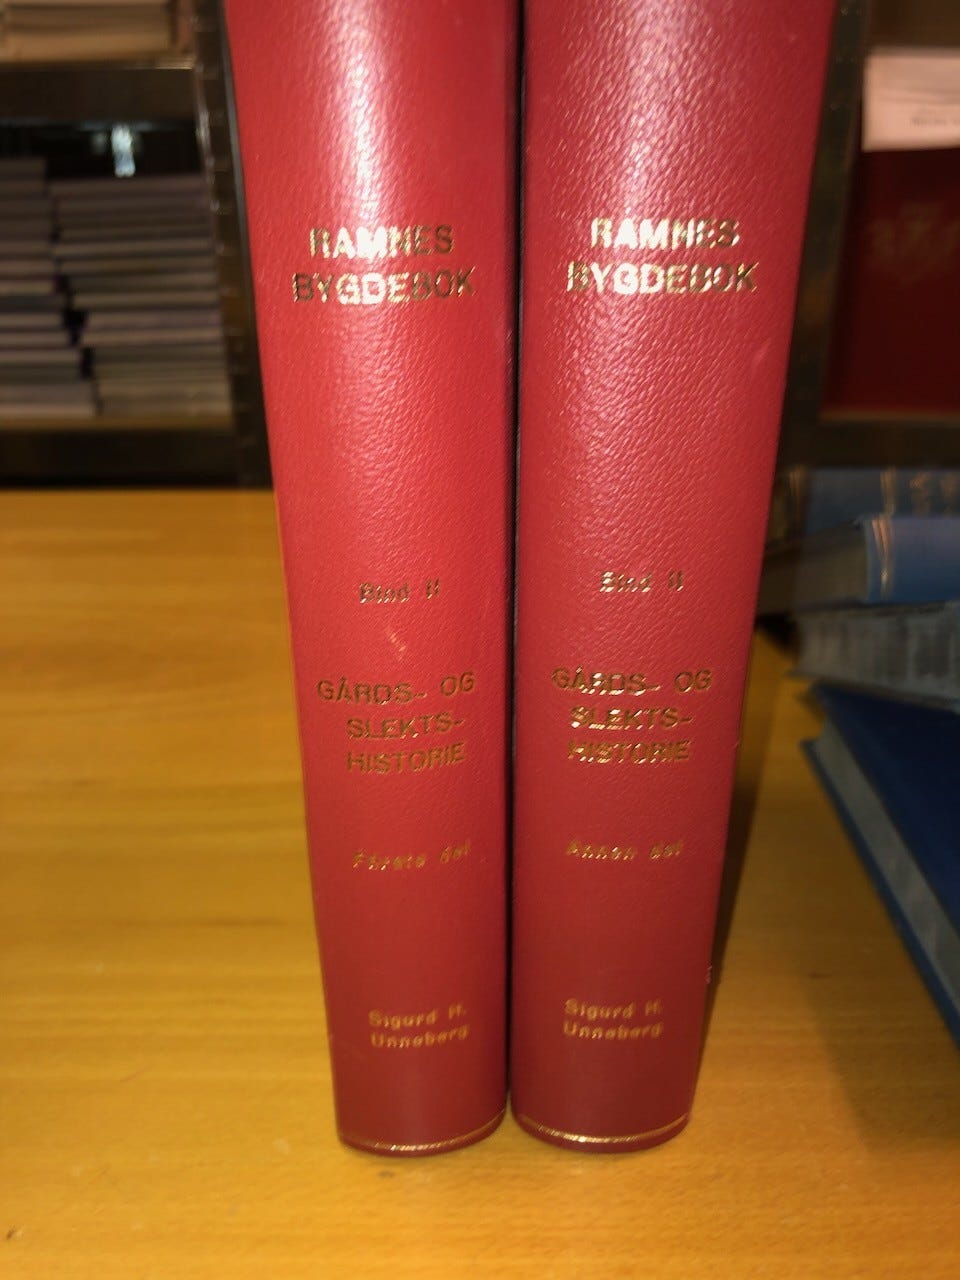 RAMNES
BYGDEBOK
Bind II
GÅRDS- OG
SLEKTS-
HISTORIE
Første del
Sigurd H.
Unneberg
RAMNES
BYGDEBOK
Bind II
GÅRDS- OG
SLEKTS-
HISTORIE
Annen del
Sigurd H.
Unneberg